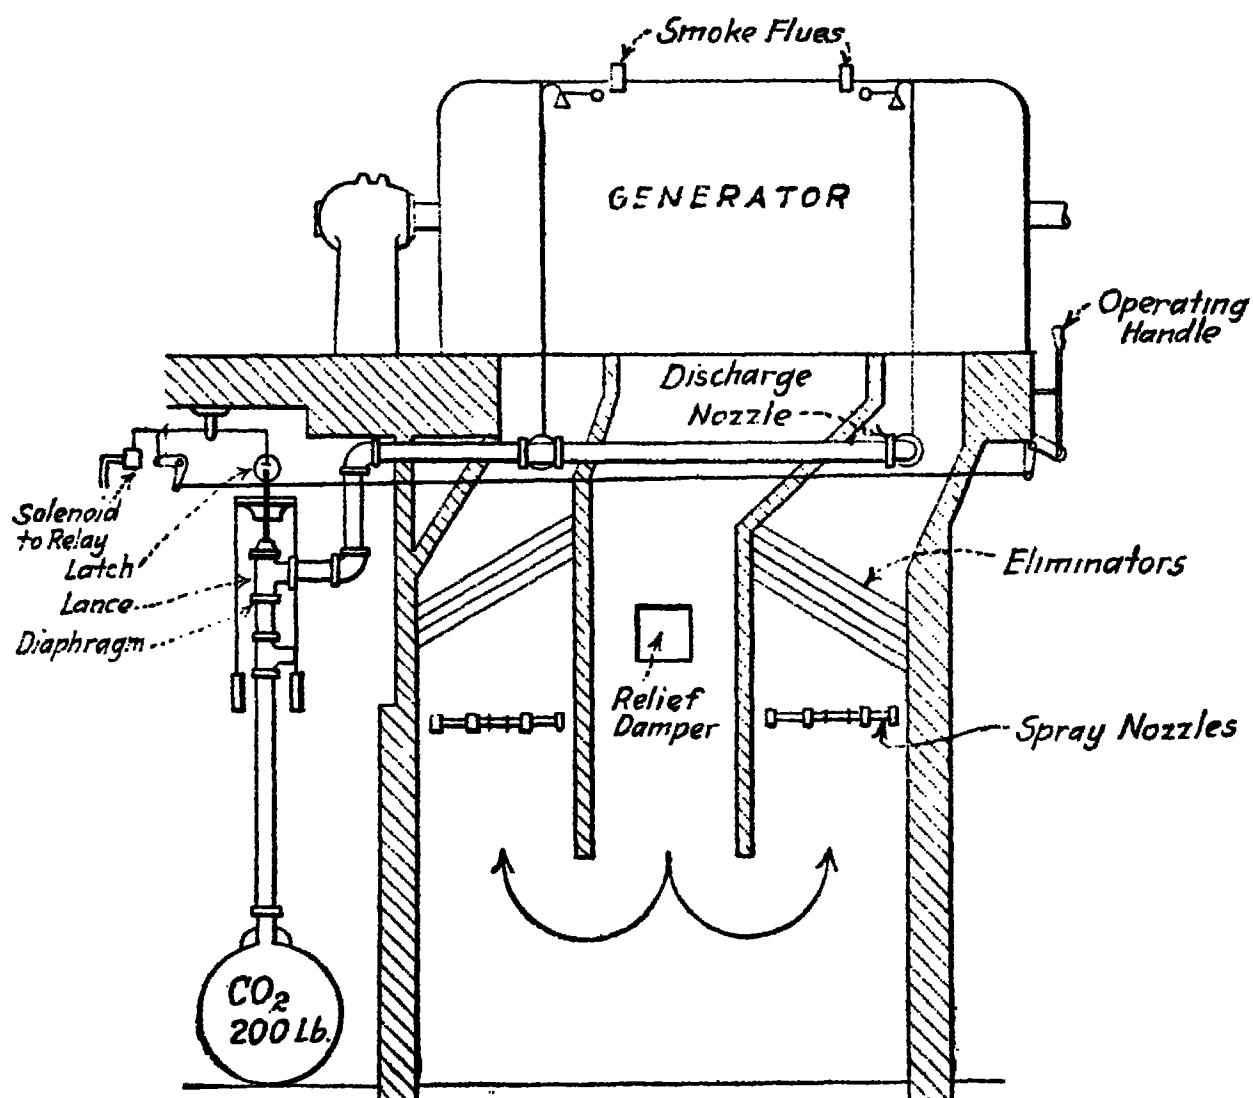 Smoke Flues
GENERATOR
Operating
Handle
Discharge
Nozzle
Solenoid
to Relay
Latch
Lance
Diaphragm
Eliminators
Relief
Damper
Spray Nozzles
CO₂
200 Lb.